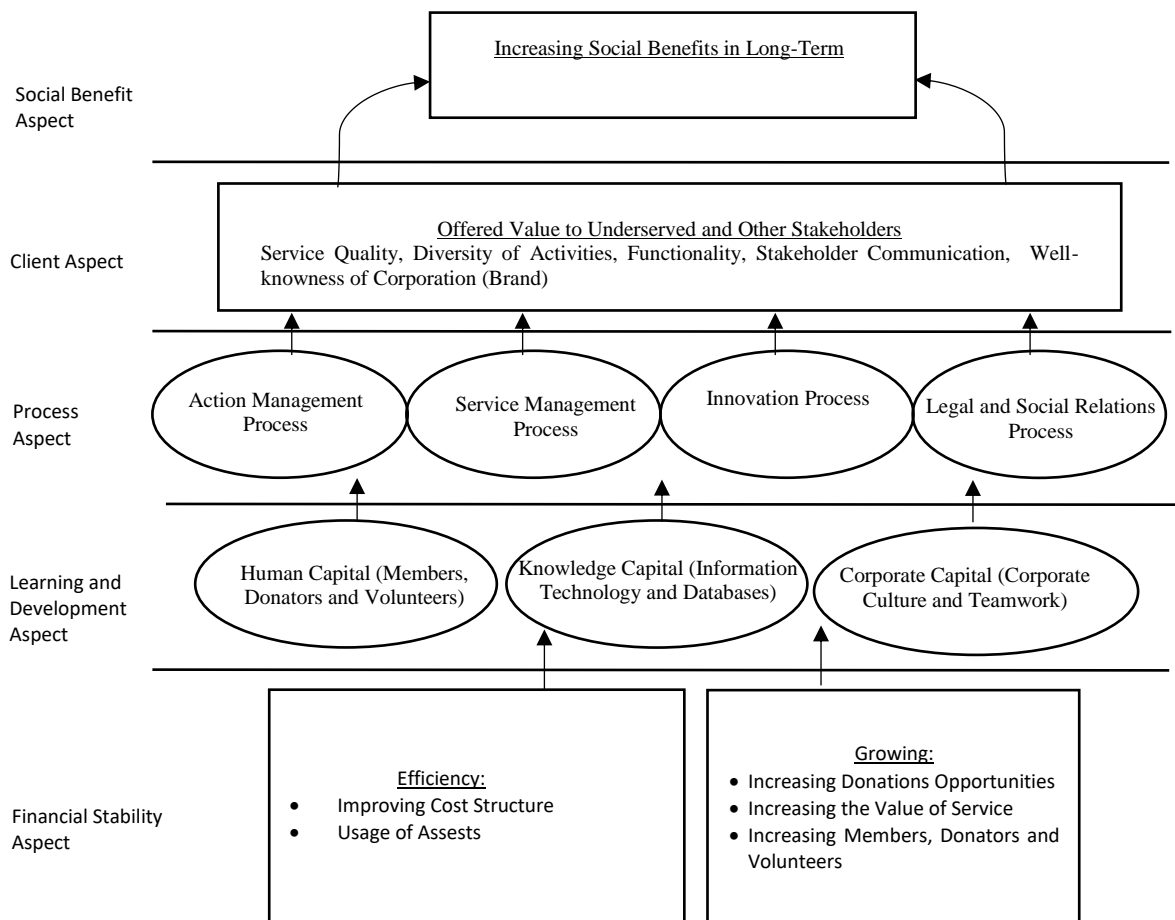 Increasing Social Benefits in Long-Term
Social Benefit
Aspect
Offered Value to Underserved and Other Stakeholders
Service Quality, Diversity of Activities, Functionality, Stakeholder Communication, Well-
knowness of Corporation (Brand)
Client Aspect
Process
Aspect
Action Management
Process
Service Management
Process
Innovation Process
Legal and Social Relations
Process
Learning and
Development
Aspect
Human Capital (Members,
Donators and Volunteers)
Knowledge Capital (Information
Technology and Databases)
Corporate Capital (Corporate
Culture and Teamwork)
Financial Stability
Aspect
Efficiency:
• Improving Cost Structure
• Usage of Assests
Growing:
• Increasing Donations Opportunities
• Increasing the Value of Service
• Increasing Members, Donators and
Volunteers